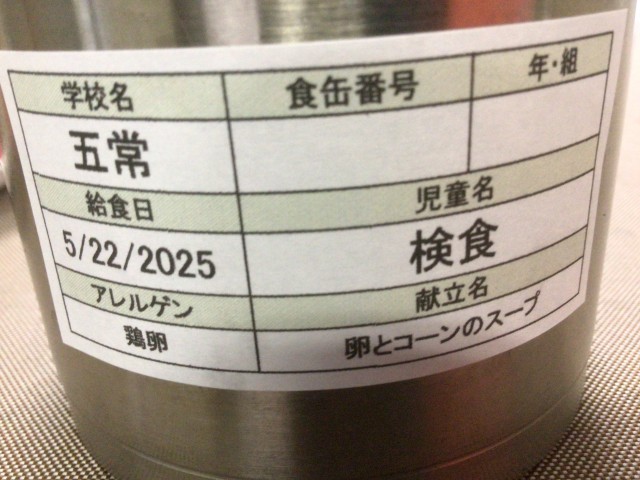 学校名 食缶番号 年・組
五常
給食日 児童名
5/22/2025 検食
アレルゲン 献立名
鶏卵 卵とコーンのスープ